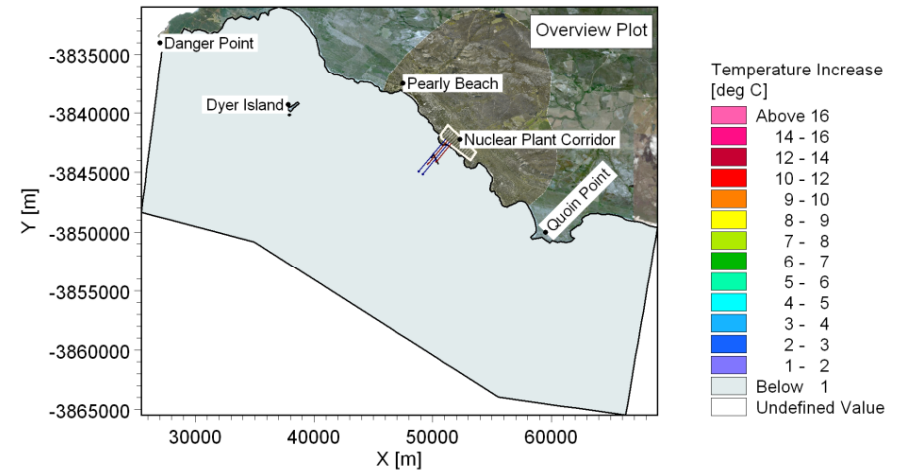 Overview Plot
Danger Point
Pearly Beach
Dyer Island
Nuclear Plant Corridor
Quoin Point
Y [m]
-3835000
-3840000
-3845000
-3850000
-3855000
-3860000
-3865000
30000 40000 50000 60000
X [m]
Temperature Increase
[deg C]
Above 16
14 - 16
12 - 14
10 - 12
9 - 10
8 - 9
7 - 8
6 - 7
5 - 6
4 - 5
3 - 4
2 - 3
1 - 2
Below 1
Undefined Value